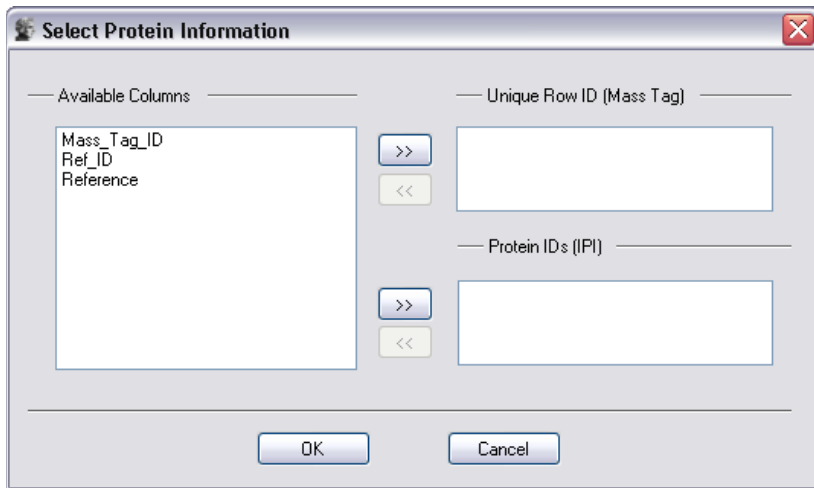 Select Protein Information
Available Columns
Unique Row ID (Mass Tag)
Mass_Tag_ID
Ref_ID
Reference
>>
<<
Protein IDs (IPI)
>>
<<
OK
Cancel